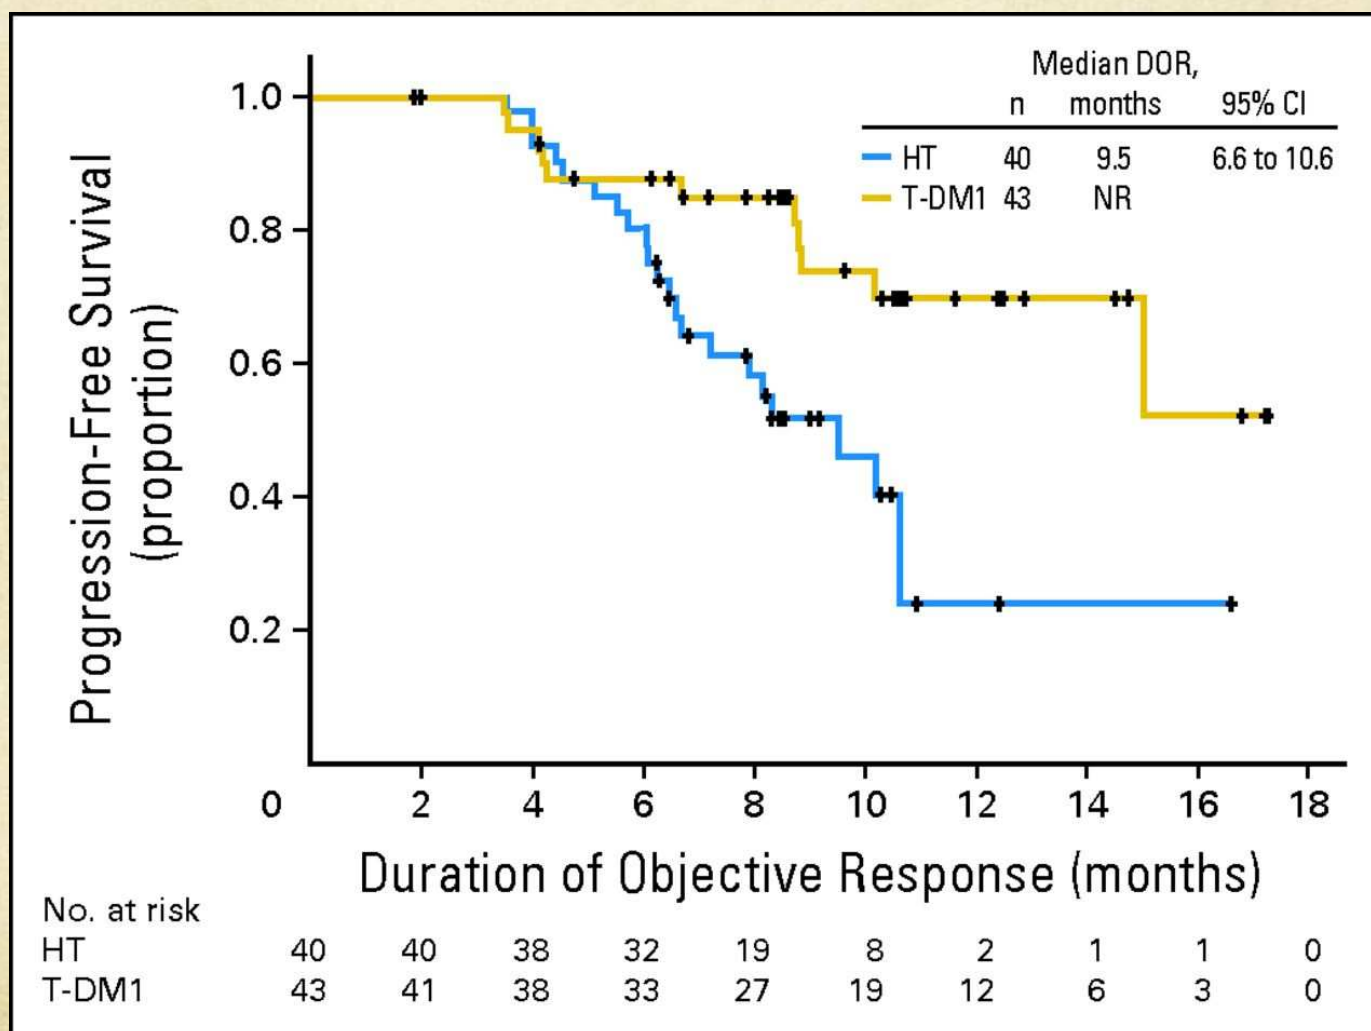 Median DOR,
n months 95% CI
HT 40 9.5 6.6 to 10.6
T-DM1 43 NR
Progression-Free Survival
(proportion)
1.0
0.8
0.6
0.4
0.2
0 2 4 6 8 10 12 14 16 18
Duration of Objective Response (months)
No. at risk
HT 40 40 38 32 19 8 2 1 1 0
T-DM1 43 41 38 33 27 19 12 6 3 0